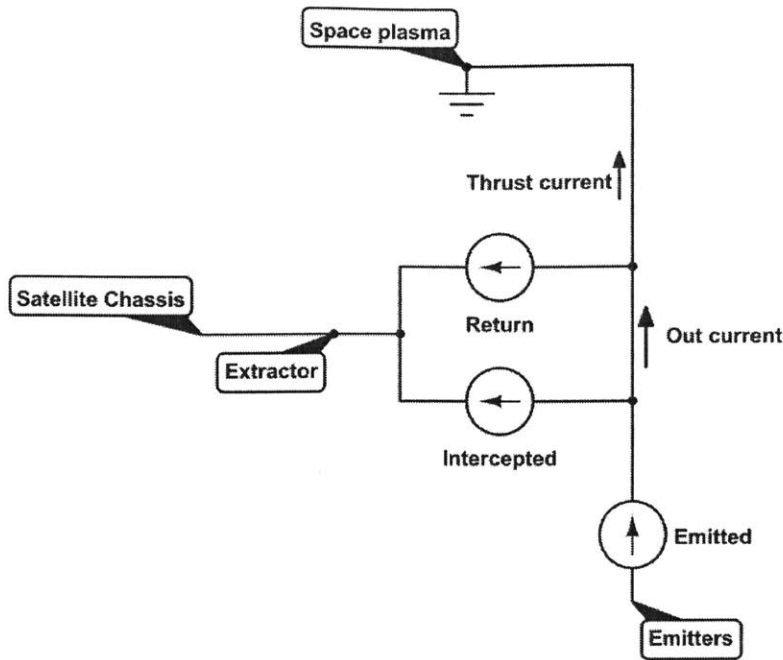 Space plasma
Thrust current
Satellite Chassis
Return
Out current
Extractor
Intercepted
Emitted
Emitters